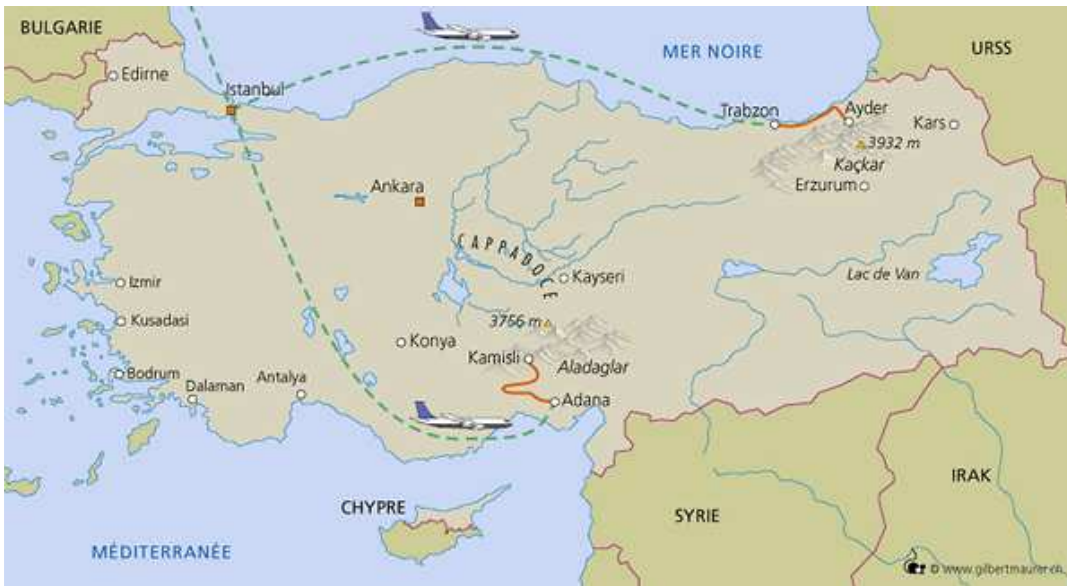 BULGARIE
MER NOIRE
URSS
Edirne
Istanbul
Trabzon
Ayder
Kars
3932 m
Kaçkar
Ankara
Erzurum
CAPPADOCE
Kayseri
Lac de Van
Izmir
Kusadasi
3756 m
Konya
Kamisli
Aladaglar
Bodrum
Dalaman
Antalya
Adana
CHYPRE
SYRIE
IRAK
MÉDITERRANÉE
© www.gilbertmaurer.ch